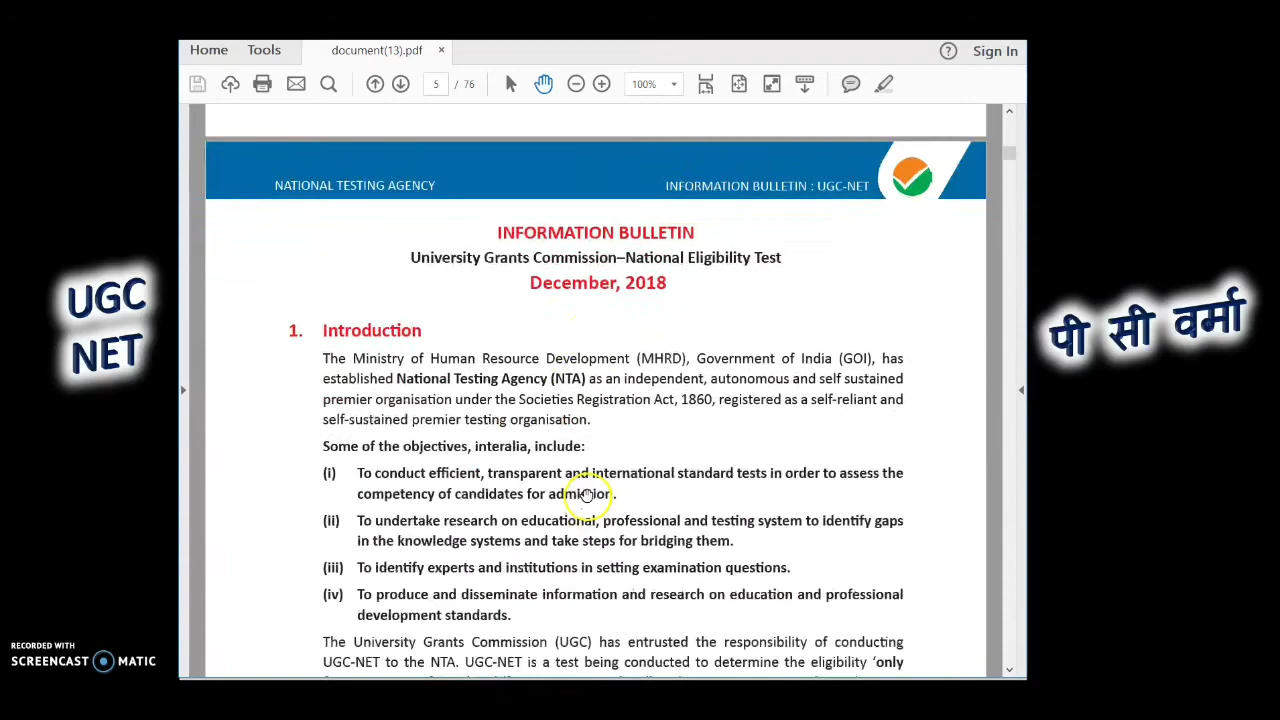 Home Tools document(13).pdf × ? Sign In
5 / 76 100%
NATIONAL TESTING AGENCY INFORMATION BULLETIN : UGC-NET
INFORMATION BULLETIN
University Grants Commission–National Eligibility Test
December, 2018
1. Introduction
The Ministry of Human Resource Development (MHRD), Government of India (GOI), has
established National Testing Agency (NTA) as an independent, autonomous and self sustained
premier organisation under the Societies Registration Act, 1860, registered as a self-reliant and
self-sustained premier testing organisation.
Some of the objectives, interalia, include:
(i) To conduct efficient, transparent and international standard tests in order to assess the
competency of candidates for admission.
(ii) To undertake research on educational, professional and testing system to identify gaps
in the knowledge systems and take steps for bridging them.
(iii) To identify experts and institutions in setting examination questions.
(iv) To produce and disseminate information and research on education and professional
development standards.
The University Grants Commission (UGC) has entrusted the responsibility of conducting
UGC-NET to the NTA. UGC-NET is a test being conducted to determine the eligibility ‘only
UGC
NET
पी सी वर्मा
RECORDED WITH
SCREENCAST MATIC